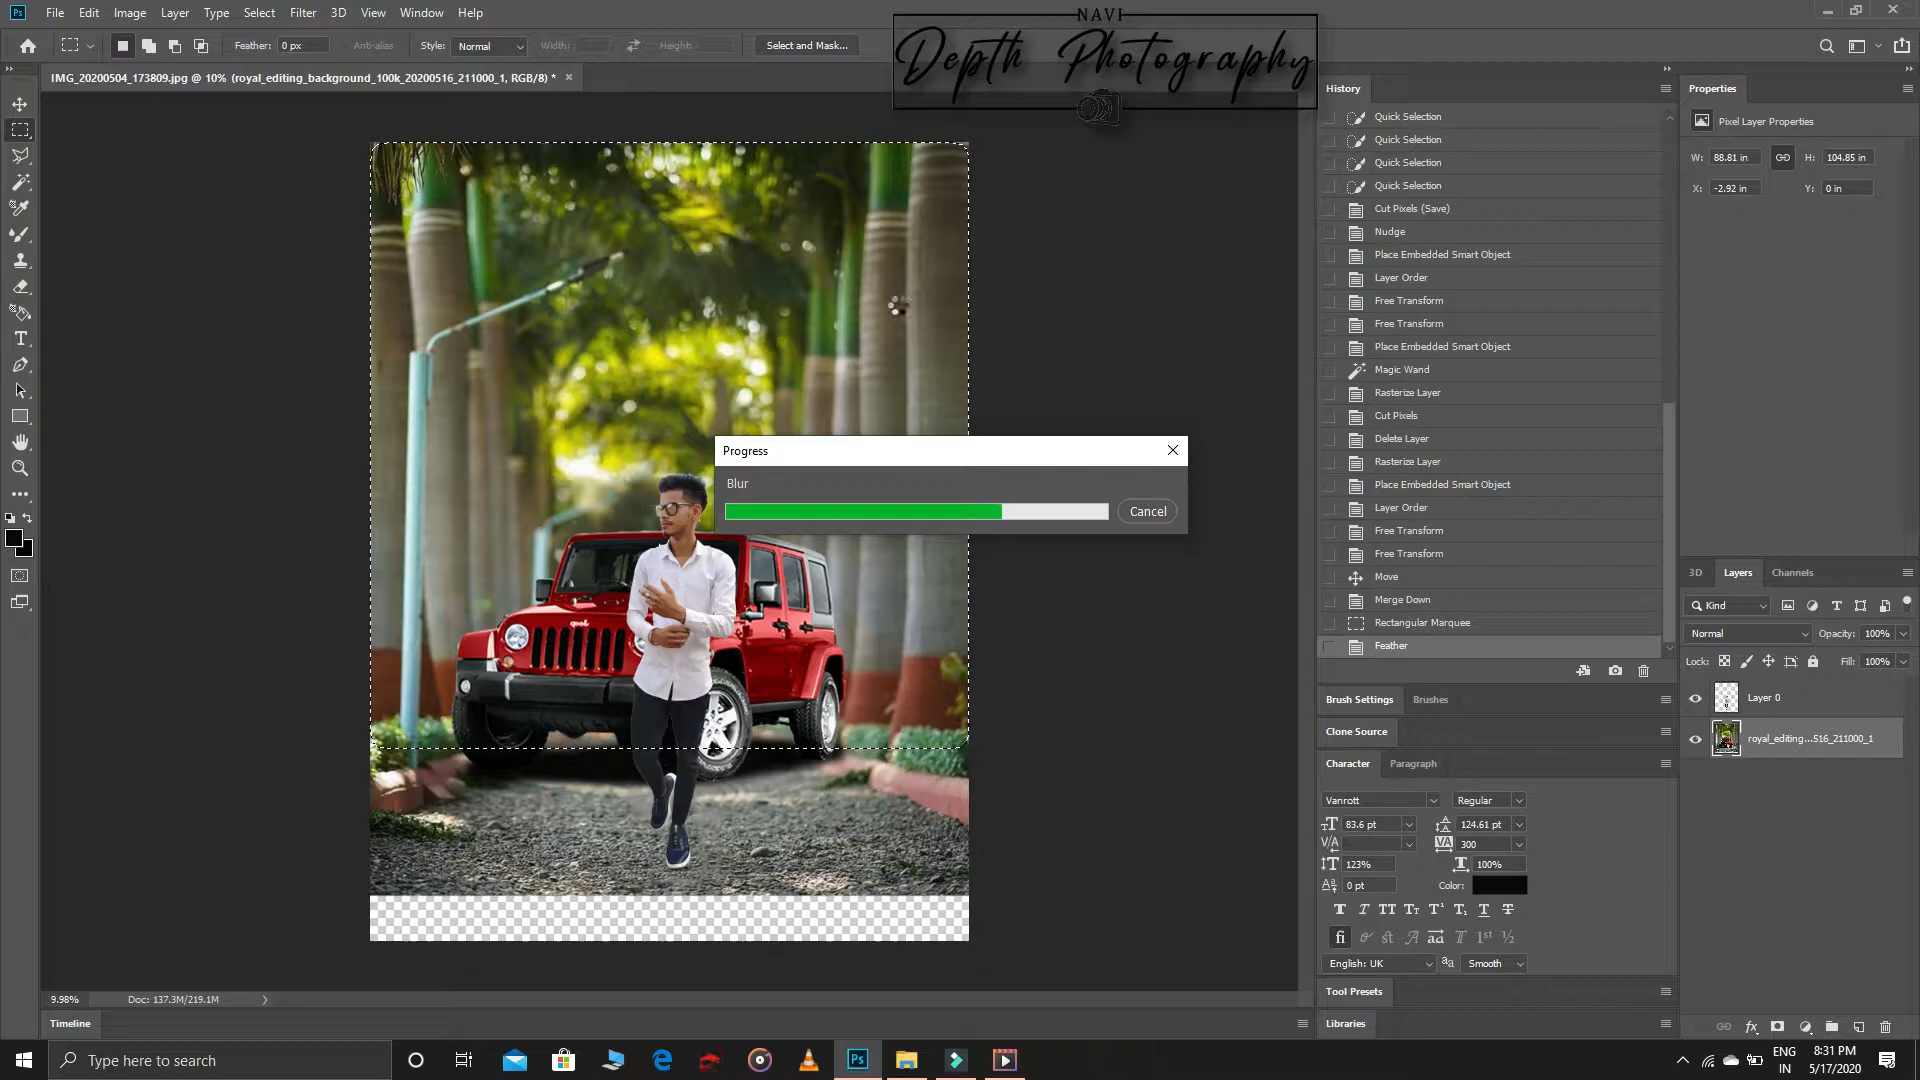 File Edit Image Layer Type Select Filter 3D View Window Help
NAVI
Depth Photography
Feather: 0 px Anti-alias Style: Normal Width: Height: Select and Mask...
IMG_20200504_173809.jpg @ 10% (royal_editing_background_100k_20200516_211000_1, RGB/8) *
History
Quick Selection
Quick Selection
Quick Selection
Quick Selection
Cut Pixels (Save)
Nudge
Place Embedded Smart Object
Layer Order
Free Transform
Free Transform
Place Embedded Smart Object
Magic Wand
Rasterize Layer
Cut Pixels
Delete Layer
Rasterize Layer
Place Embedded Smart Object
Layer Order
Free Transform
Free Transform
Move
Merge Down
Rectangular Marquee
Feather
Properties
Pixel Layer Properties
W: 88.81 in H: 104.85 in
X: -2.92 in Y: 0 in
Progress
Blur
Cancel
Brush Settings Brushes
Clone Source
Character Paragraph
Vanrott Regular
83.6 pt 124.61 pt
300
123% 100%
0 pt Color:
English: UK Smooth
Tool Presets
Libraries
3D Layers Channels
Kind
Normal Opacity: 100%
Lock: Fill: 100%
Layer 0
royal_editing...516_211000_1
9.98% Doc: 137.3M/219.1M
Timeline
Type here to search
ENG
IN
8:31 PM
5/17/2020